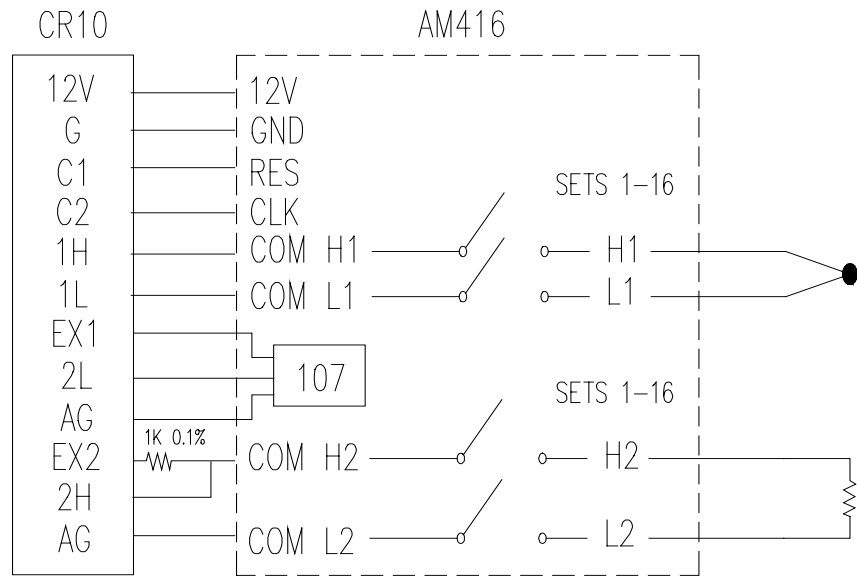 CR10 AM416
12V 12V
G GND
C1 RES
SETS 1-16
C2 CLK
1H COM H1 H1
1L COM L1 L1
EX1
2L 107
SETS 1-16
AG
1K 0.1%
EX2 COM H2 H2
2H
AG COM L2 L2